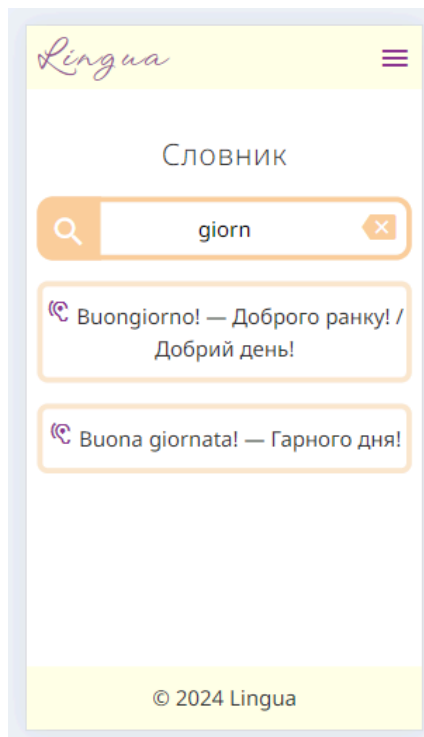 Lingua
Словник
giorn
Buongiorno! — Доброго ранку! /
Добрий день!
Buona giornata! — Гарного дня!
© 2024 Lingua